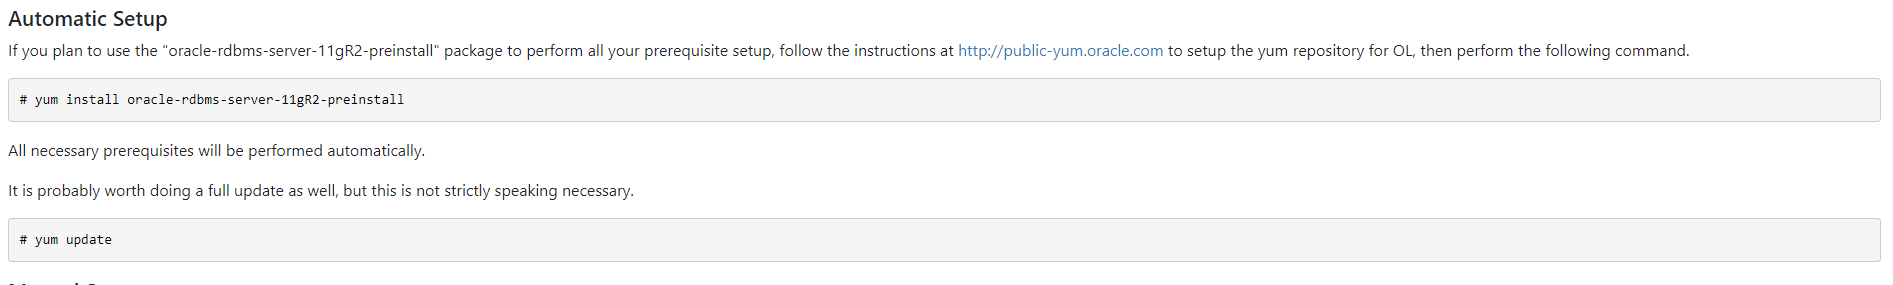 Automatic Setup
If you plan to use the "oracle-rdbms-server-11gR2-preinstall" package to perform all your prerequisite setup, follow the instructions at http://public-yum.oracle.com to setup the yum repository for OL, then perform the following command.
# yum install oracle-rdbms-server-11gR2-preinstall
All necessary prerequisites will be performed automatically.
It is probably worth doing a full update as well, but this is not strictly speaking necessary.
# yum update